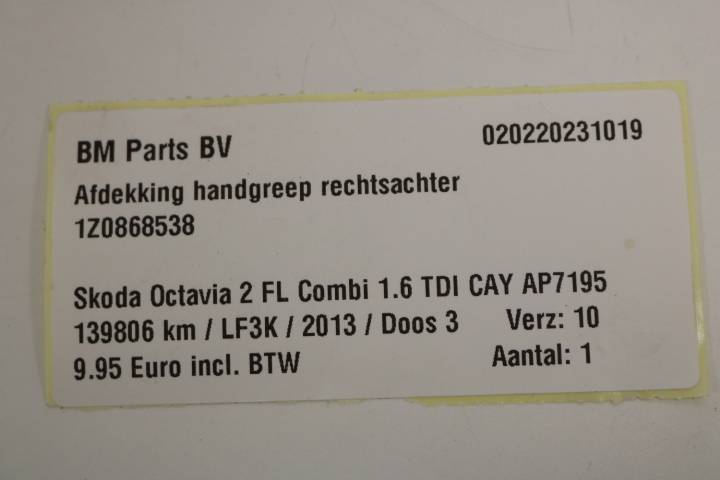 BM Parts BV 020220231019
Afdekking handgreep rechtsachter
1Z0868538
Skoda Octavia 2 FL Combi 1.6 TDI CAY AP7195
139806 km / LF3K / 2013 / Doos 3 Verz: 10
9.95 Euro incl. BTW Aantal: 1